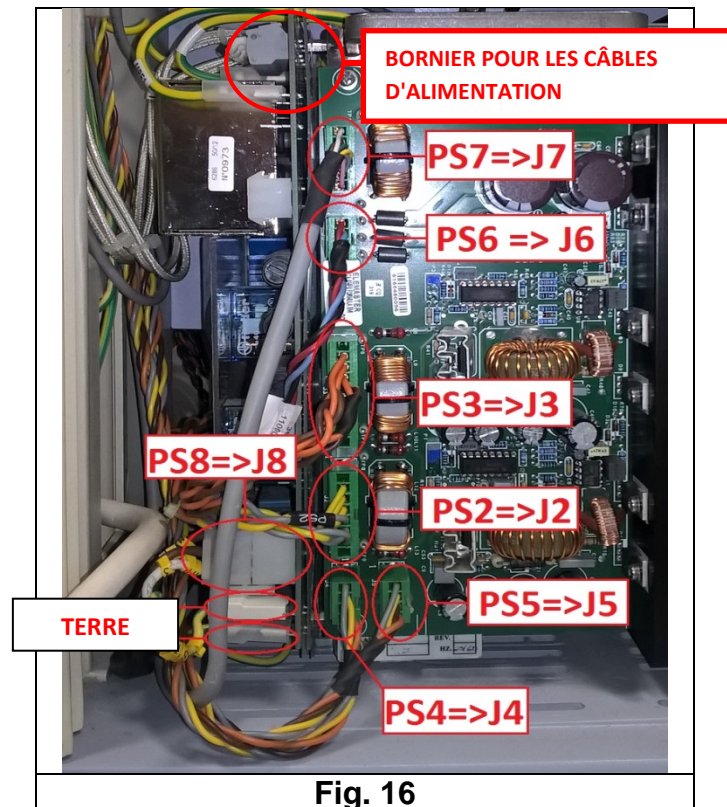 BORNIER POUR LES CÂBLES
D'ALIMENTATION
PS7=>J7
PS6 => J6
PS3=>J3
PS8=>J8
PS2=>J2
PS2
PS5=>J5
TERRE
PS4=>J4
Fig. 16